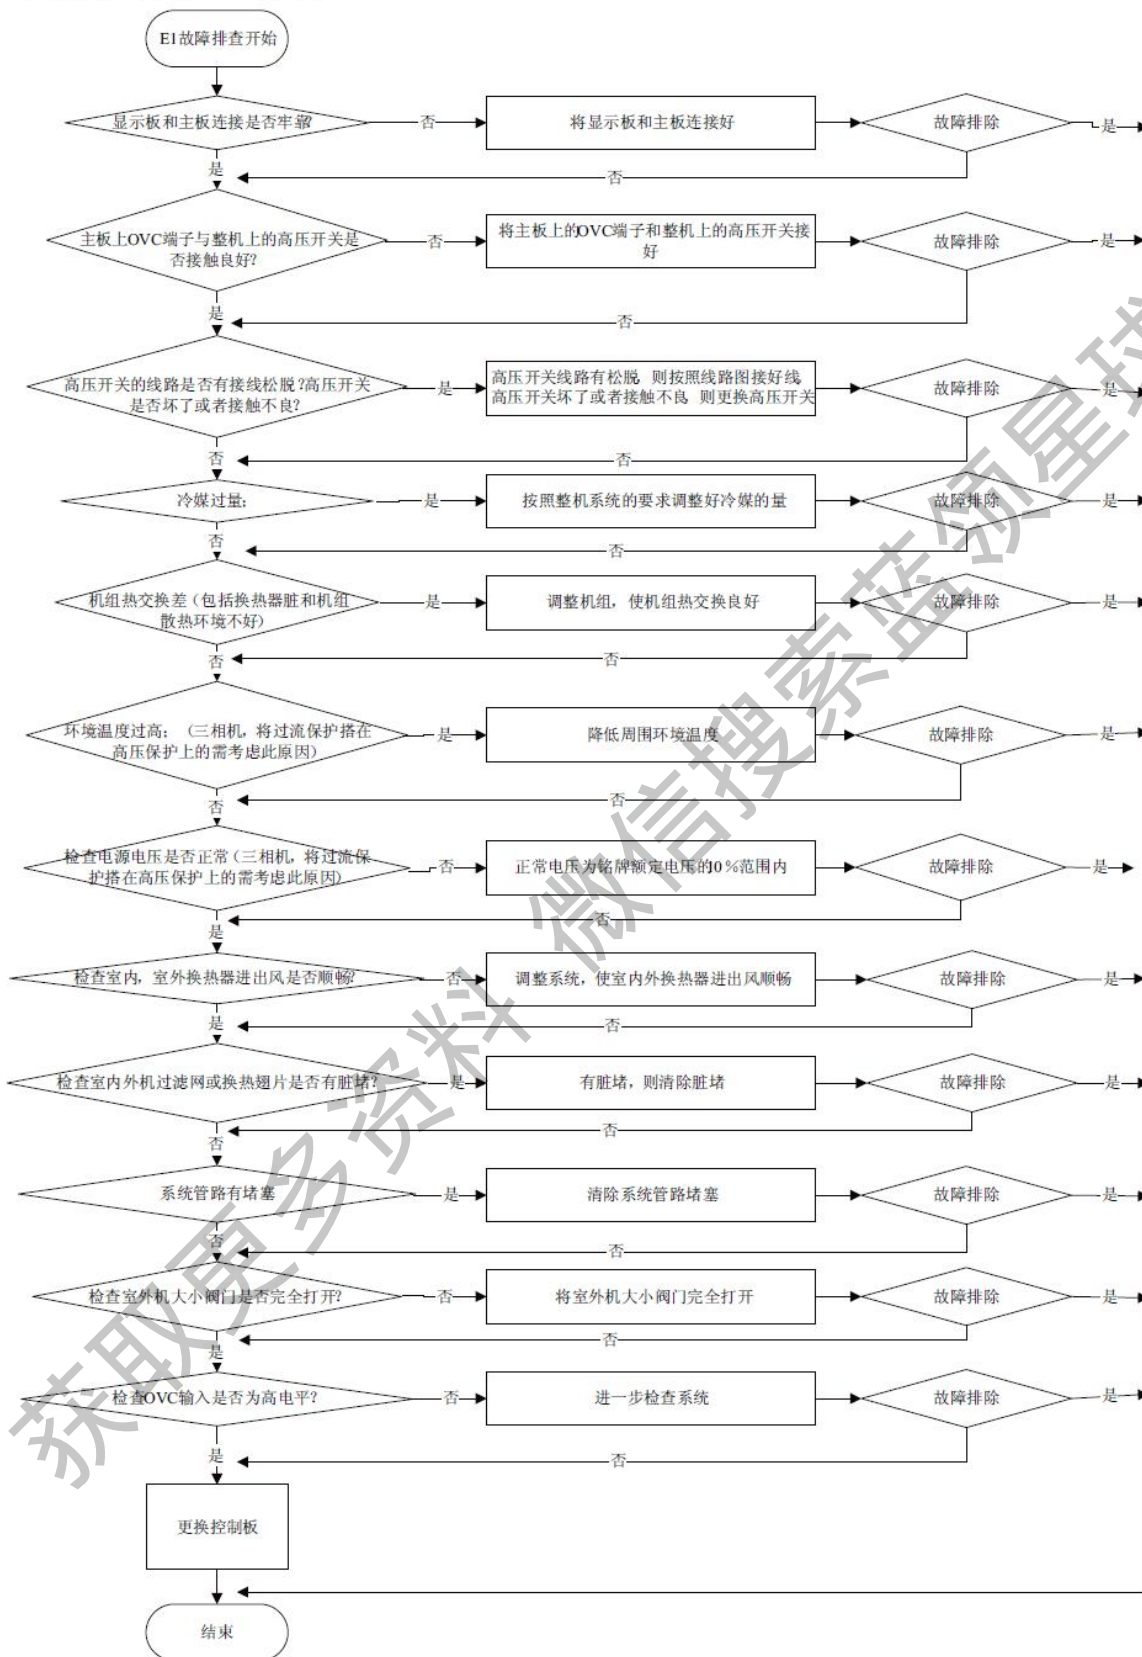 E1故障排查开始
显示板和主板连接是否牢靠?
否
将显示板和主板连接好
故障排除
是
否
是
主板上OVC端子与整机上的高压开关是
否接触良好?
否
将主板上的OVC端子和整机上的高压开关接
好
故障排除
是
否
是
高压开关的线路是否有接线松脱?高压开关
是否坏了或者接触不良?
是
高压开关线路有松脱 则按照线路图接好线
高压开关坏了或者接触不良 则更换高压开关
故障排除
是
否
否
冷媒过量;
是
按照整机系统的要求调整好冷媒的量
故障排除
是
否
否
机组热交换差(包括换热器脏和机组
散热环境不好)
是
调整机组,使机组热交换良好
故障排除
是
否
否
环境温度过高; (三相机,将过流保护搭在
高压保护上的需考虑此原因)
是
降低周围环境温度
故障排除
是
否
否
检查电源电压是否正常(三相机,将过流保
护搭在高压保护上的需考虑此原因)
否
正常电压为铭牌额定电压的10%范围内
故障排除
是
否
是
检查室内,室外换热器进出风是否顺畅?
否
调整系统,使室内外换热器进出风顺畅
故障排除
是
否
是
检查室内外机过滤网或换热翅片是否有脏堵?
是
有脏堵,则清除脏堵
故障排除
是
否
否
系统管路有堵塞
是
清除系统管路堵塞
故障排除
是
否
否
检查室外机大小阀门是否完全打开?
否
将室外机大小阀门完全打开
故障排除
是
否
是
检查OVC输入是否为高电平?
否
进一步检查系统
故障排除
是
否
是
更换控制板
结束
获取更多资料 微信搜索蓝领星球